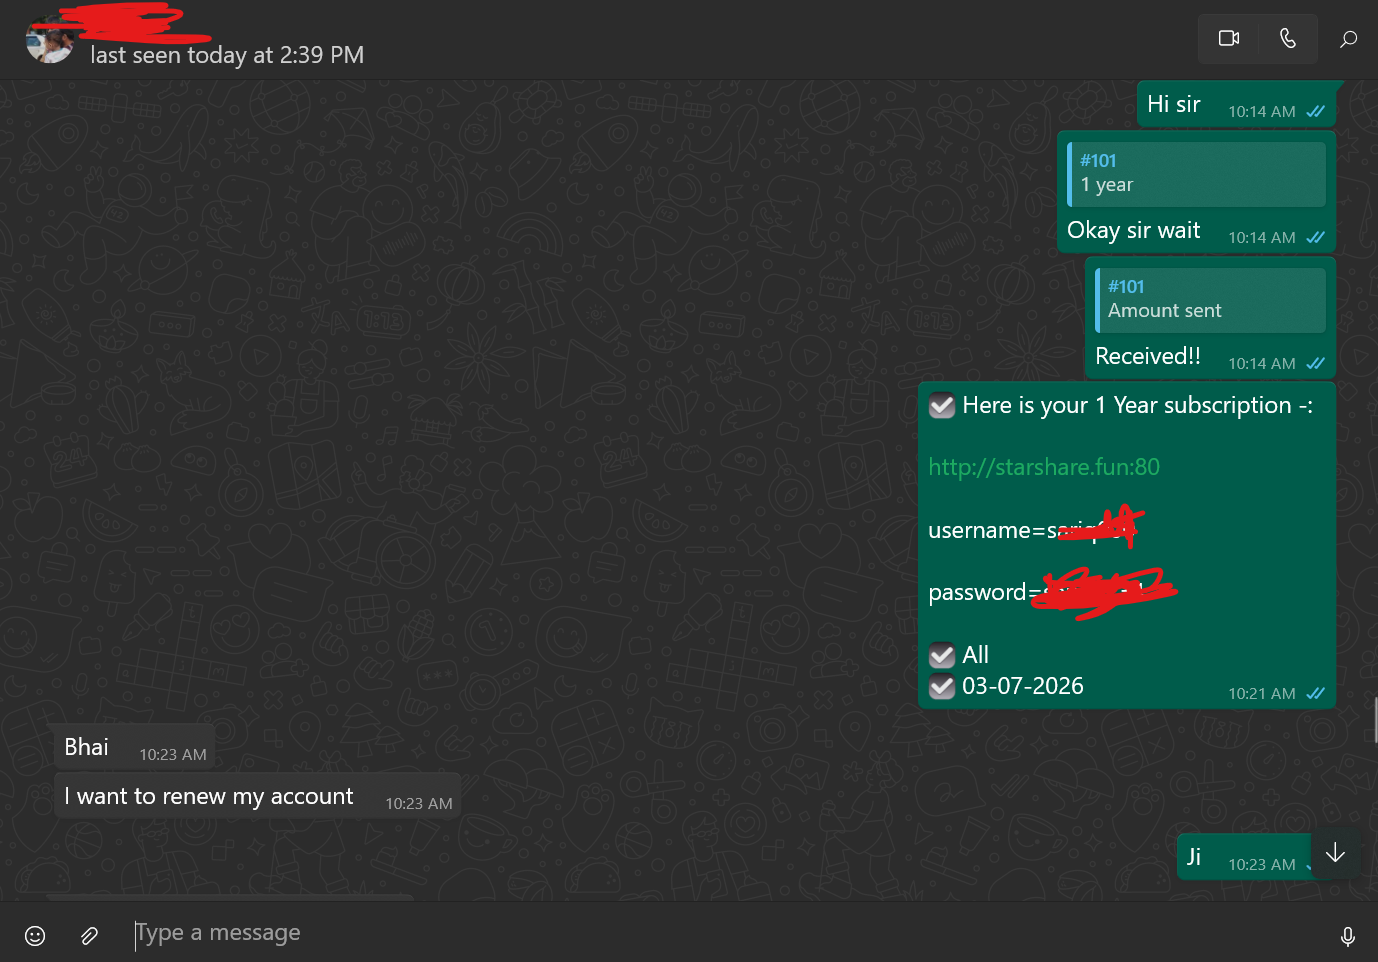 last seen today at 2:39 PM
Hi sir
10:14 AM
#101
1 year
Okay sir wait
10:14 AM
#101
Amount sent
Received!!
10:14 AM
Here is your 1 Year subscription -:
http://starshare.fun:80
username=
password=
All
03-07-2026
10:21 AM
Bhai
10:23 AM
I want to renew my account
10:23 AM
Ji
10:23 AM
Type a message